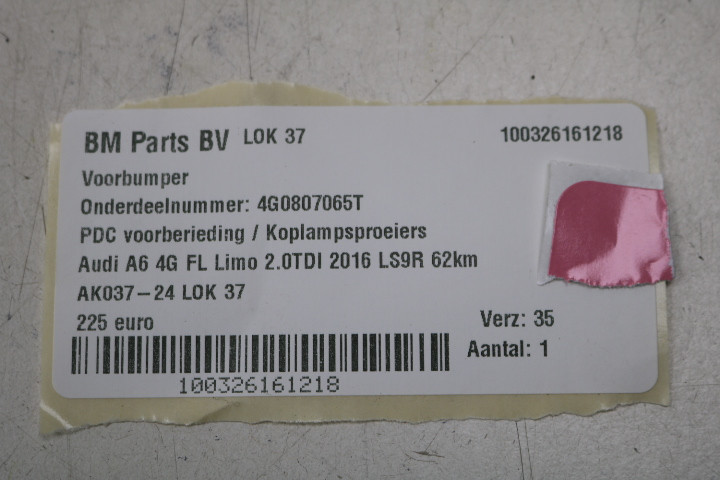 BM Parts BV LOK 37 100326161218
Voorbumper
Onderdeelnummer: 4G0807065T
PDC voorberieding / Koplampsproeiers
Audi A6 4G FL Limo 2.0TDI 2016 LS9R 62km
AK037-24 LOK 37
225 euro Verz: 35
Aantal: 1
100326161218